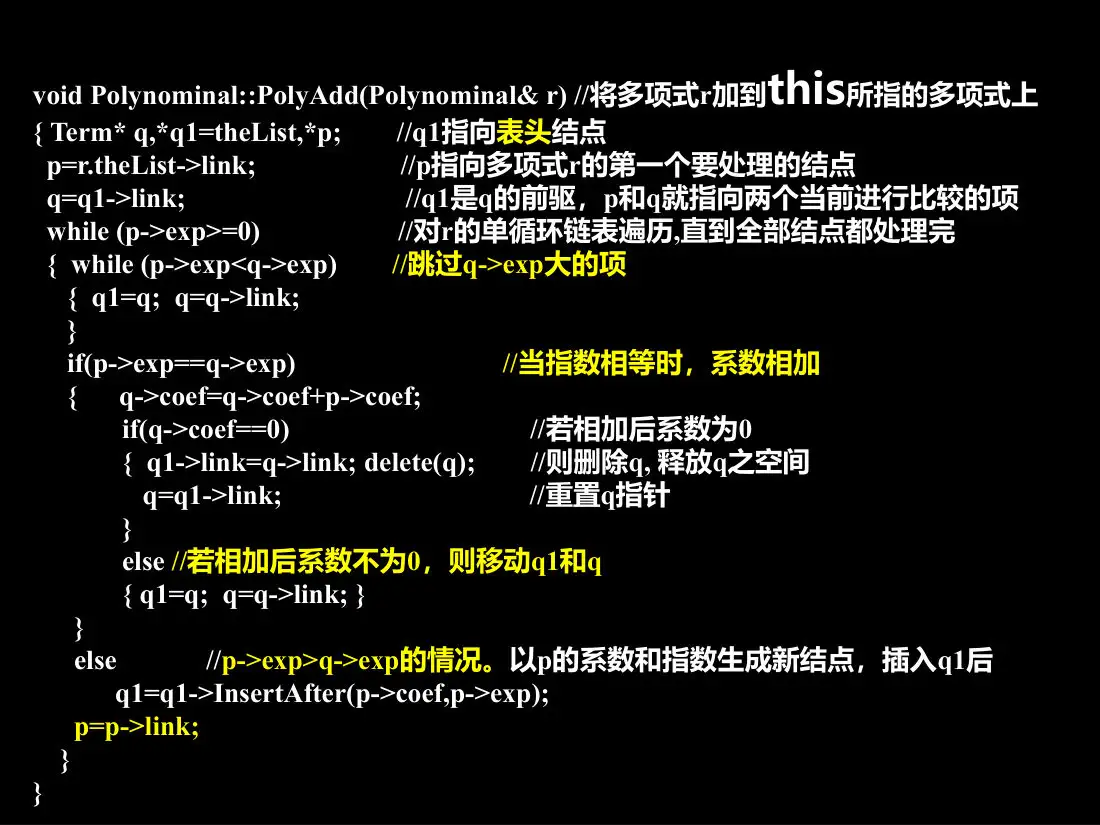 void Polynominal::PolyAdd(Polynominal& r) //将多项式r加到this所指的多项式上
{ Term* q,*q1=theList,*p; //q1指向表头结点
p=r.theList->link; //p指向多项式r的第一个要处理的结点
q=q1->link; //q1是q的前驱，p和q就指向两个当前进行比较的项
while (p->exp>=0) //对r的单循环链表遍历,直到全部结点都处理完
{ while (p->exp<q->exp) //跳过q->exp大的项
{ q1=q; q=q->link;
}
if(p->exp==q->exp) //当指数相等时，系数相加
{ q->coef=q->coef+p->coef;
if(q->coef==0) //若相加后系数为0
{ q1->link=q->link; delete(q); //则删除q, 释放q之空间
q=q1->link; //重置q指针
}
else //若相加后系数不为0，则移动q1和q
{ q1=q; q=q->link; }
}
else //p->exp>q->exp的情况。以p的系数和指数生成新结点，插入q1后
q1=q1->InsertAfter(p->coef,p->exp);
p=p->link;
}
}